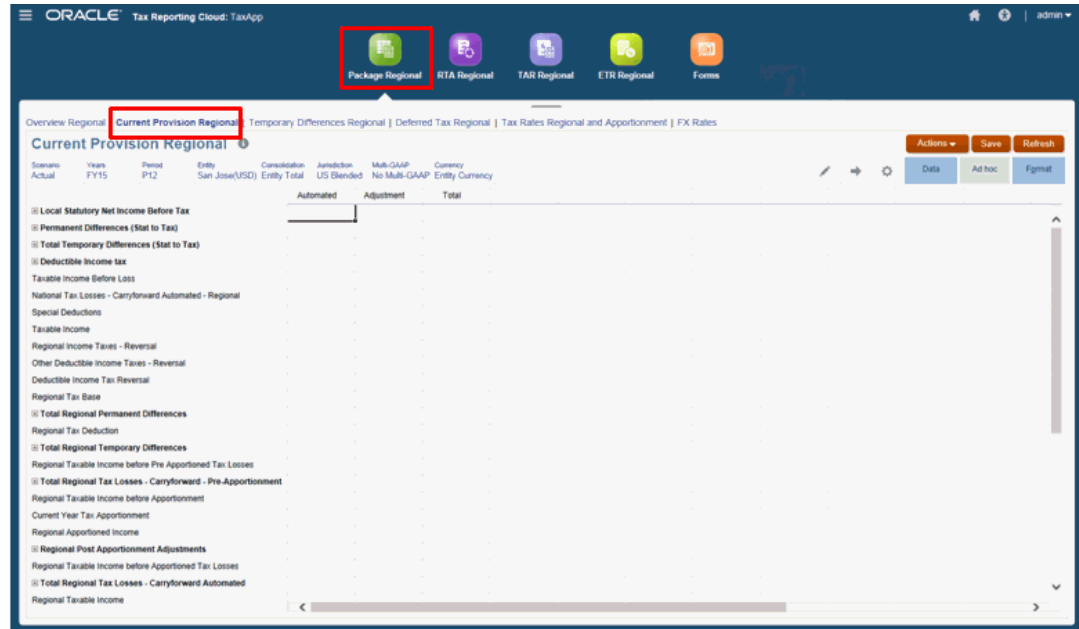 ORACLE Tax Reporting Cloud: TaxApp admin
Package Regional RTA Regional TAR Regional ETR Regional Forms
Overview Regional | Current Provision Regional | Temporary Differences Regional | Deferred Tax Regional | Tax Rates Regional and Apportionment | FX Rates
Current Provision Regional Actions Save Refresh
Scenario Years Period Entity Consolidation Jurisdiction Multi-GAAP Currency
Actual FY15 P12 San Jose(USD) Entity Total US Blended No Multi-GAAP Entity Currency Data Ad hoc Format
Automated Adjustment Total
Local Statutory Net Income Before Tax
Permanent Differences (Stat to Tax)
Total Temporary Differences (Stat to Tax)
Deductible Income tax
Taxable Income Before Loss
National Tax Losses - Carryforward Automated - Regional
Special Deductions
Taxable Income
Regional Income Taxes - Reversal
Other Deductible Income Taxes - Reversal
Deductible Income Tax Reversal
Regional Tax Base
Total Regional Permanent Differences
Regional Tax Deduction
Total Regional Temporary Differences
Regional Taxable Income before Pre Apportioned Tax Losses
Total Regional Tax Losses - Carryforward - Pre-Apportionment
Regional Taxable Income before Apportionment
Current Year Tax Apportionment
Regional Apportioned Income
Regional Post Apportionment Adjustments
Regional Taxable Income before Apportioned Tax Losses
Total Regional Tax Losses - Carryforward Automated
Regional Taxable Income